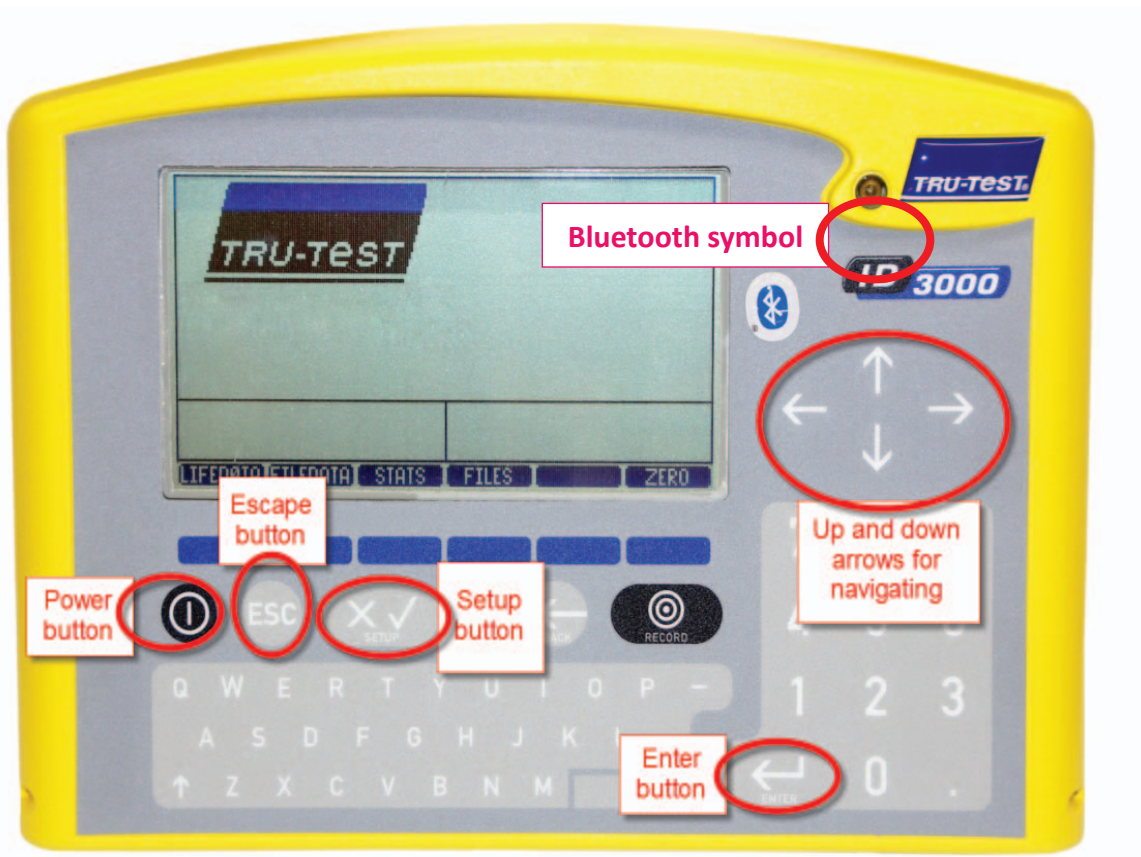 TRU-TEST
TRU-TEST
Bluetooth symbol
ID 3000
LIFEDATA FILEDATA STATS FILES ZERO
Escape
button
Up and down
arrows for
navigating
Power
button
ESC
SETUP
Setup
button
RECORD
Q W E R T Y U I O P -
1 2 3
A S D F G H J K
Enter
button
Z X C V B N M
ENTER
0 .